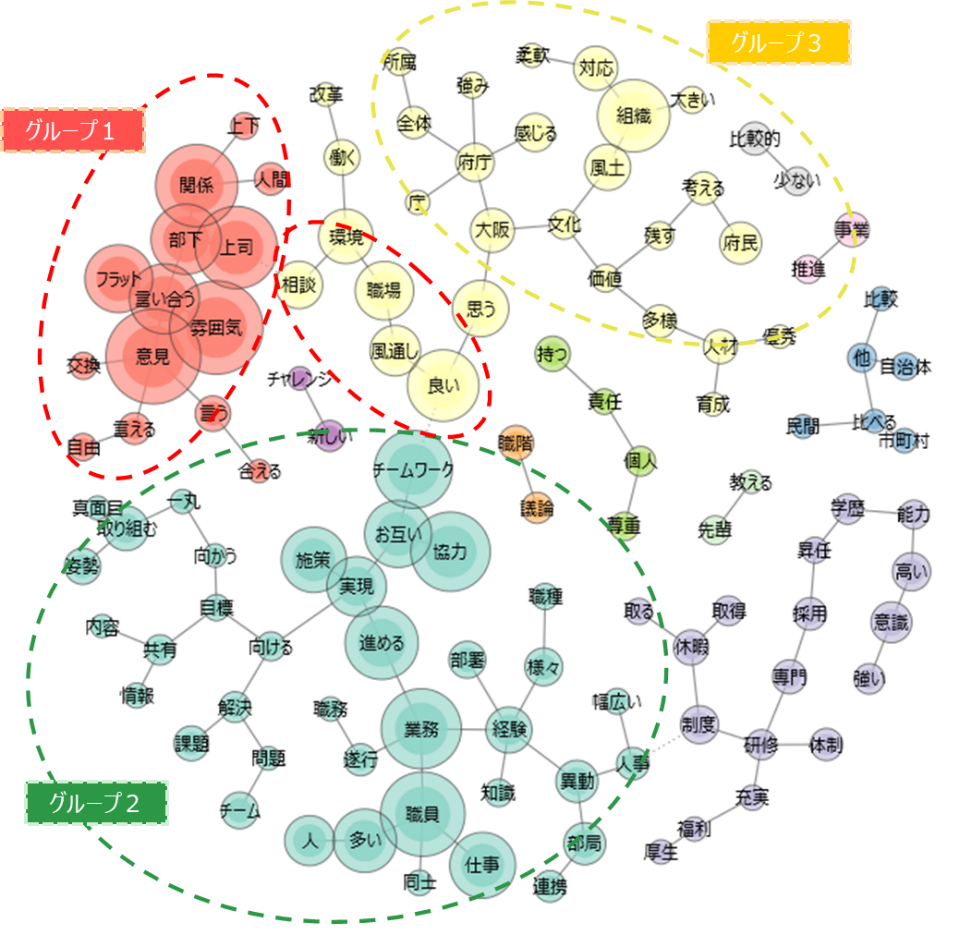 グループ３
グループ１
柔軟
所属
対応
強み
改革
大きい
組織
上下
全体
感じる
比較的
働く
府庁
風土
少ない
関係
人間
考える
庁
文化
大阪
事業
部下
上司
環境
残す
府民
推進
フラット
相談
職場
価値
言い合う
思う
比較
雰囲気
多様
優秀
人材
意見
風通し
持つ
他
自治体
交換
チャレンジ
良い
責任
育成
言う
比べる
民間
市町村
言える
自由
新しい
職階
個人
合える
チームワーク
教える
真面目
一丸
議論
尊重
先輩
学歴
能力
取り組む
お互い
協力
昇任
姿勢
向かう
施策
実現
高い
職種
目標
取る
取得
採用
意識
内容
共有
向ける
進める
部署
様々
休暇
専門
強い
情報
解決
職務
幅広い
業務
経験
制度
研修
体制
課題
問題
遂行
知識
異動
人事
充実
グループ２
チーム
職員
人
多い
部局
福利
厚生
仕事
同士
連携